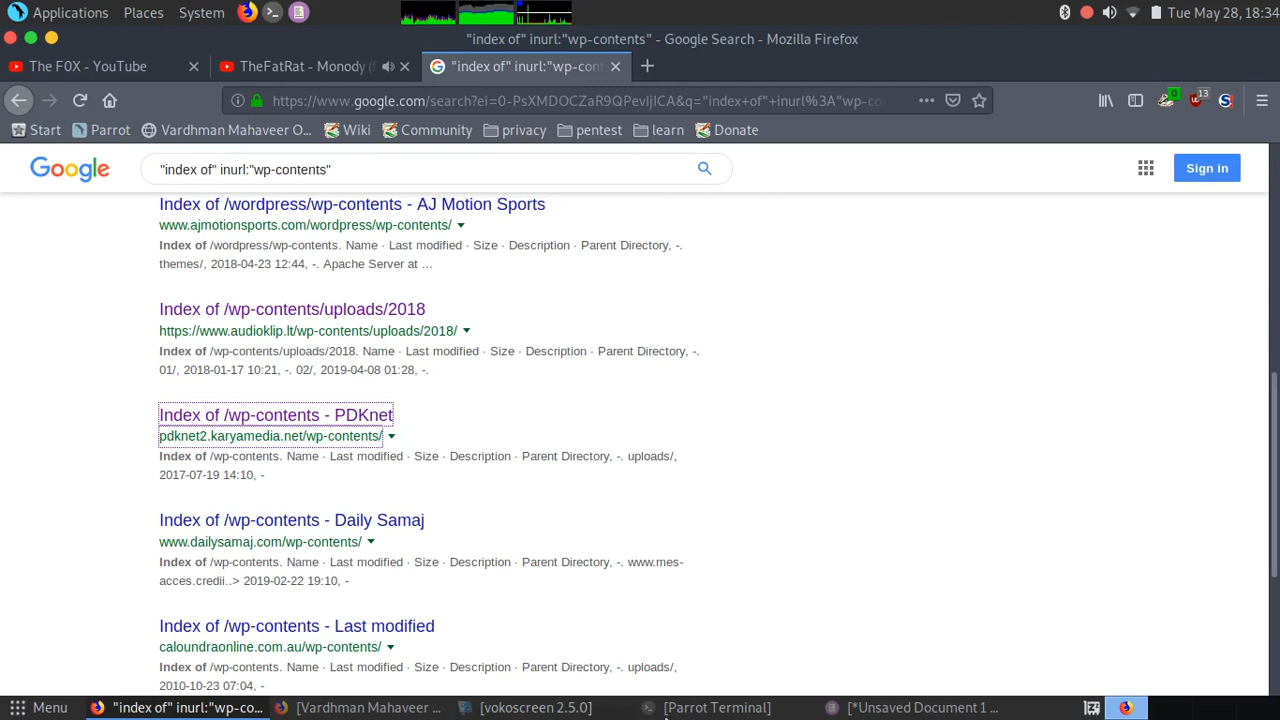 Applications Places System Tue May 28, 18:34
"index of" inurl:"wp-contents" - Google Search - Mozilla Firefox
The F0X - YouTube TheFatRat - Monody (f "index of" inurl:"wp-cont
https://www.google.com/search?ei=0-PsXMDOCZaR9QPevIjICA&q="index+of"+inurl%3A"wp-co 0 13
Start Parrot Vardhman Mahaveer O... Wiki Community privacy pentest learn Donate
Google "index of" inurl:"wp-contents" Sign in
Index of /wordpress/wp-contents - AJ Motion Sports
www.ajmotionsports.com/wordpress/wp-contents/
Index of /wordpress/wp-contents. Name · Last modified · Size · Description · Parent Directory, -.
themes/, 2018-04-23 12:44, -. Apache Server at ...
Index of /wp-contents/uploads/2018
https://www.audioklip.lt/wp-contents/uploads/2018/
Index of /wp-contents/uploads/2018. Name · Last modified · Size · Description · Parent Directory, -.
01/, 2018-01-17 10:21, -. 02/, 2019-04-08 01:28, -.
Index of /wp-contents - PDKnet
pdknet2.karyamedia.net/wp-contents/
Index of /wp-contents. Name · Last modified · Size · Description · Parent Directory, -. uploads/,
2017-07-19 14:10, -
Index of /wp-contents - Daily Samaj
www.dailysamaj.com/wp-contents/
Index of /wp-contents. Name · Last modified · Size · Description · Parent Directory, -. www.mes-
acces.credii..> 2019-02-22 19:10, -
Index of /wp-contents - Last modified
caloundraonline.com.au/wp-contents/
Index of /wp-contents. Name · Last modified · Size · Description · Parent Directory, -. uploads/,
2010-10-23 07:04, -
Menu "index of" inurl:"wp-co... [Vardhman Mahaveer ... [vokoscreen 2.5.0] [Parrot Terminal] [*Unsaved Document 1 ...